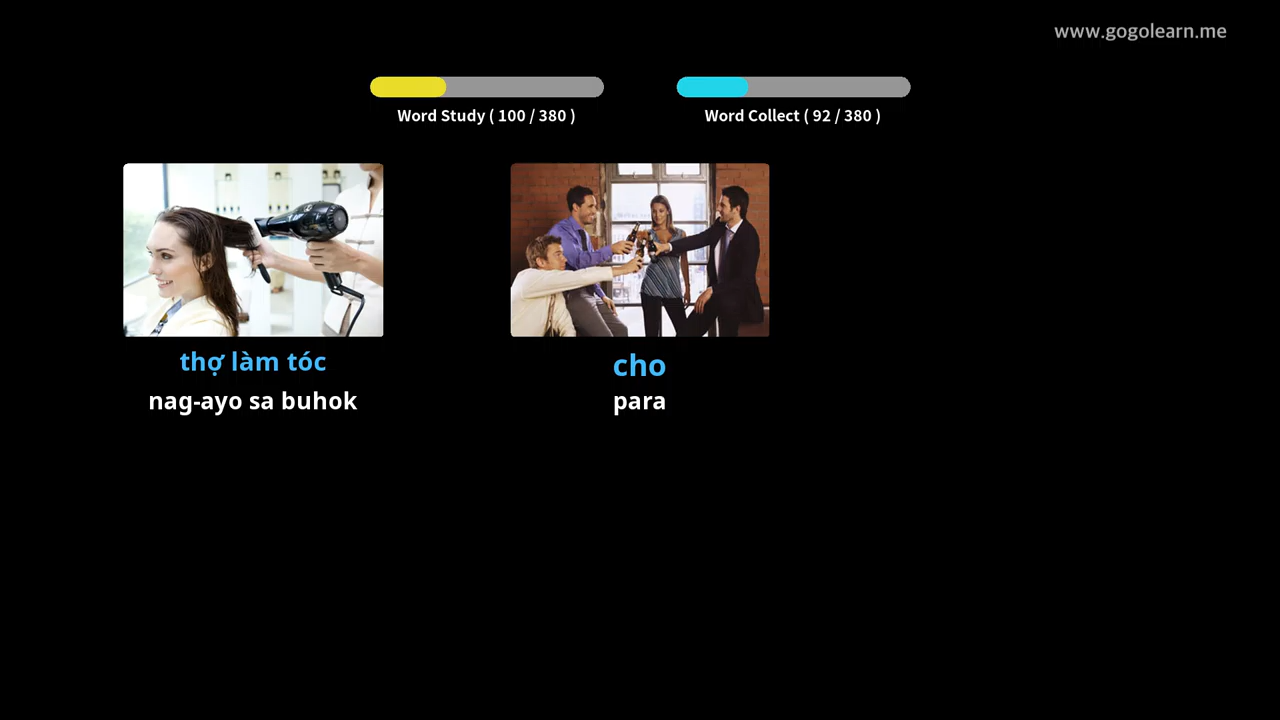 www.gogolearn.me
Word Study ( 100 / 380 )
Word Collect ( 92 / 380 )
thợ làm tóc
nag-ayo sa buhok
cho
para